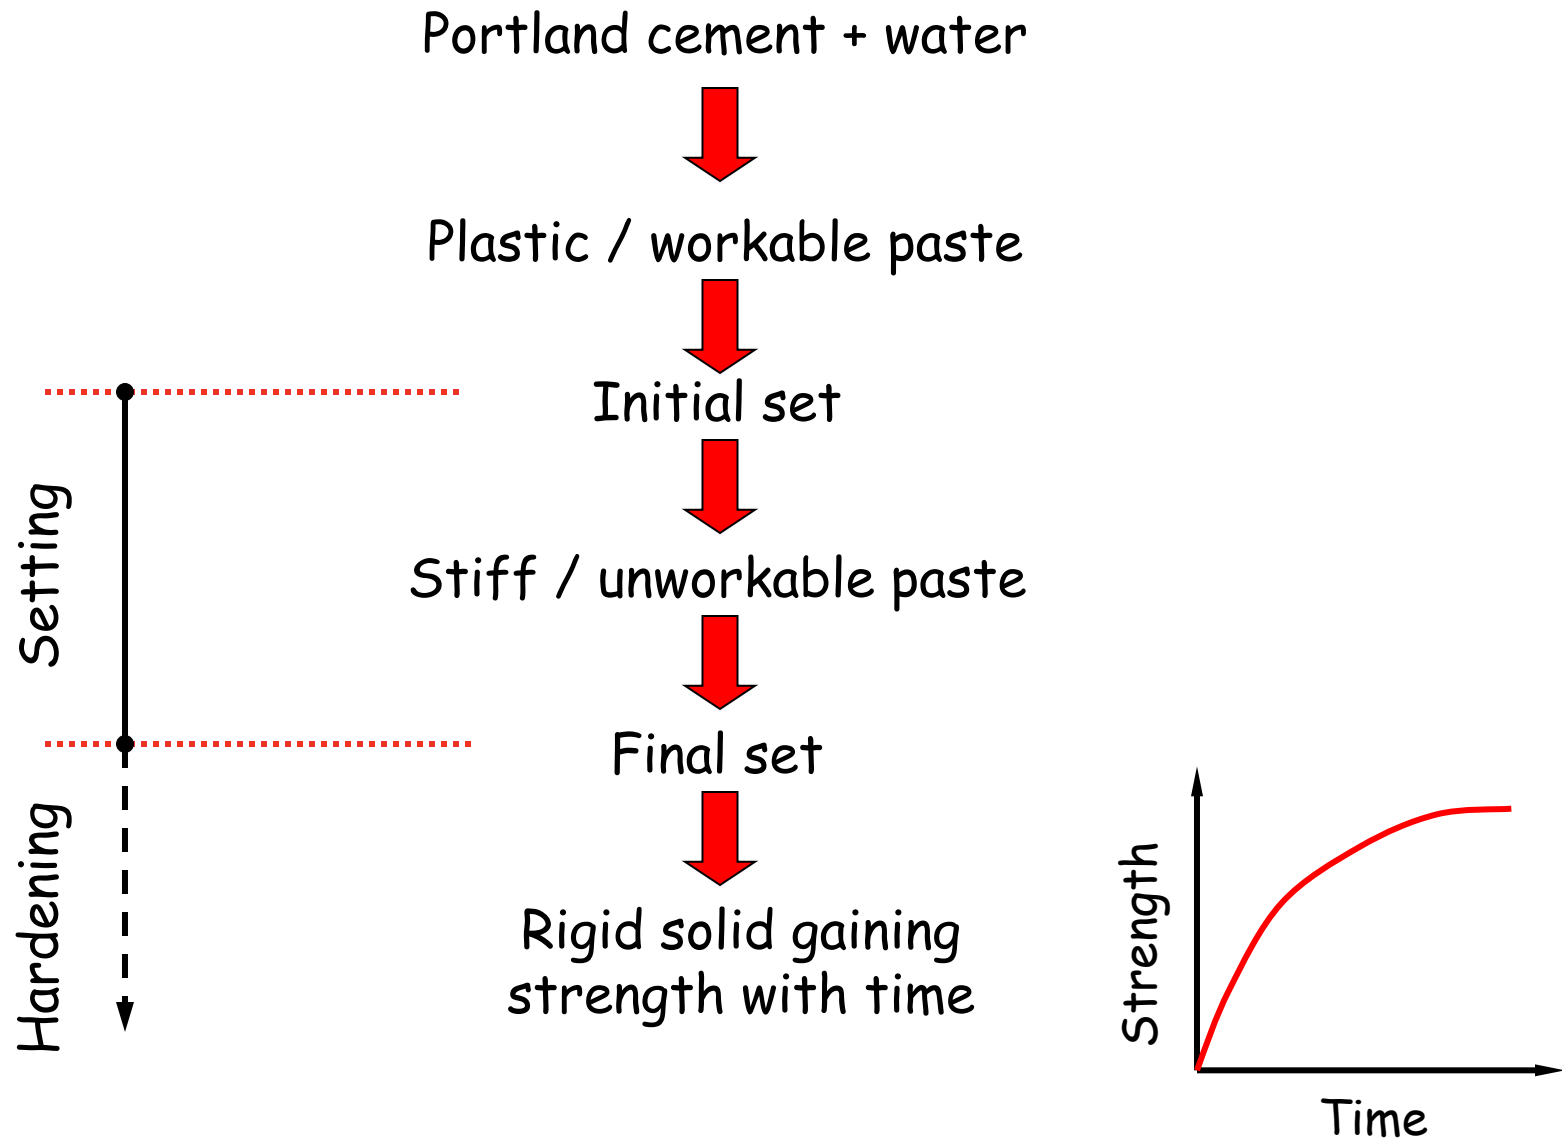 Portland cement + water
Plastic / workable paste
Initial set
Stiff / unworkable paste
Final set
Rigid solid gaining
strength with time
Setting
Hardening
Strength
Time